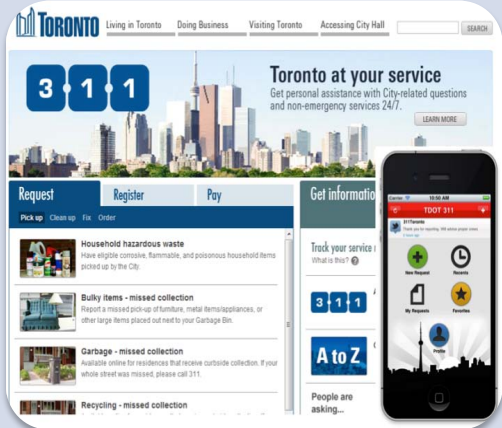 TORONTO
Living in Toronto Doing Business Visiting Toronto Accessing City Hall
SEARCH
3 1 1
Toronto at your service
Get personal assistance with City-related questions
and non-emergency services 24/7.
LEARN MORE
Request Register Pay
Pick up Clean up Fix Order
Household hazardous waste
Have eligible corrosive, flammable, and poisonous household items
picked up by the City.
Bulky items - missed collection
Report a missed pick-up of furniture, metal items/appliances, or
other large items placed out next to your Garbage Bin.
Garbage - missed collection
Available online for residences that receive curbside collection. If your
whole street was missed, please call 311.
Recycling - missed collection
Get informatio
Track your service
What is this?
3 1 1
A to Z
People are
asking...
Carrier 10:50 AM
TDOT 311
311Toronto
New Request
Recents
My Requests
Favorites
Profile